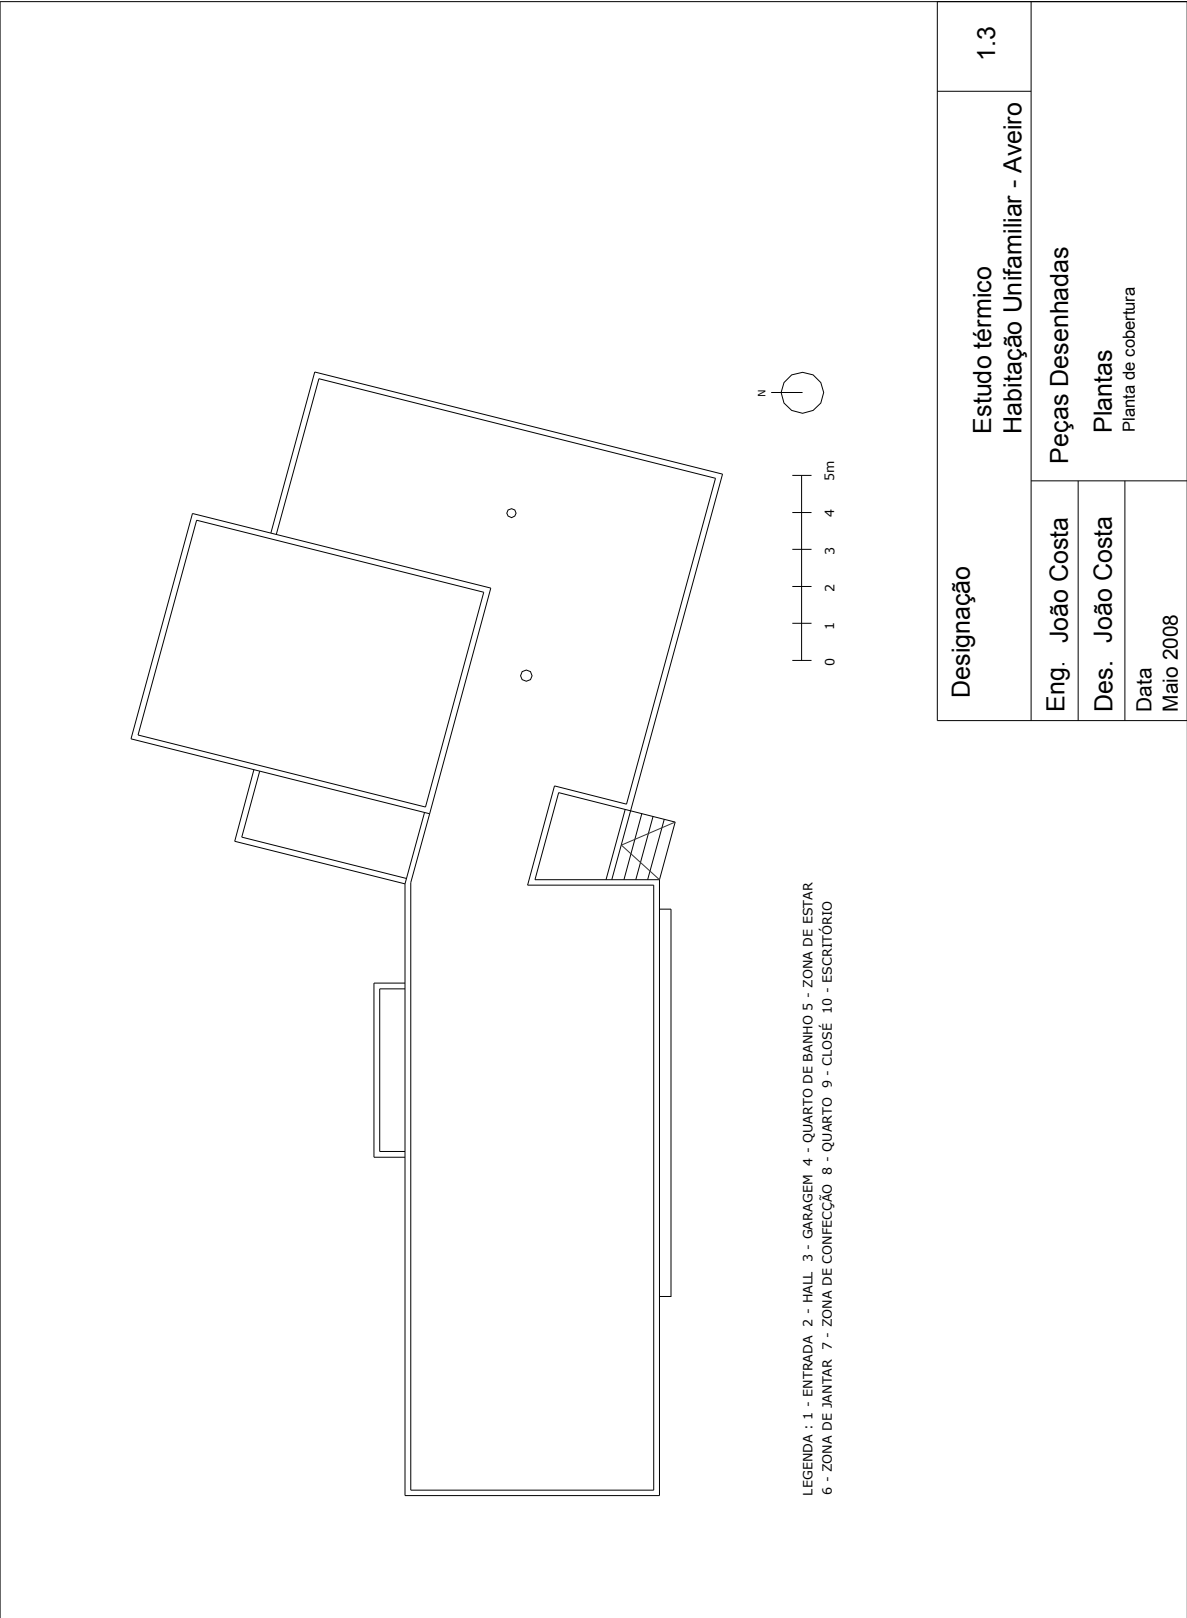 N
0 1 2 3 4 5m
LEGENDA : 1 - ENTRADA 2 - HALL 3 - GARAGEM 4 - QUARTO DE BANHO 5 - ZONA DE ESTAR
6 - ZONA DE JANTAR 7 - ZONA DE CONFECÇÃO 8 - QUARTO 9 - CLOSÉ 10 - ESCRITÓRIO
Designação
Estudo térmico
Habitação Unifamiliar - Aveiro
1.3
Eng. João Costa
Des. João Costa
Data
Maio 2008
Peças Desenhadas
Plantas
Planta de cobertura